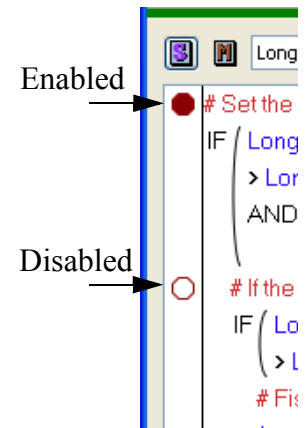 S M Long
Enabled
# Set the
IF ( Long
> Lon
AND
Disabled
# If the
IF ( Lo
( > L
# Fis